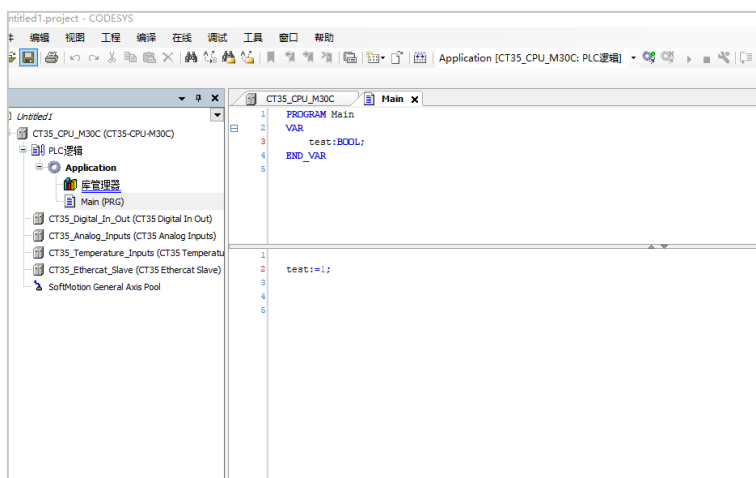 ntitled1.project - CODESYS
编辑 视图 工程 编译 在线 调试 工具 窗口 帮助
Application [CT35_CPU_M30C: PLC逻辑]
Untitled1
CT35_CPU_M30C (CT35-CPU-M30C)
PLC逻辑
Application
库管理器
Main (PRG)
CT35_Digital_In_Out (CT35 Digital In Out)
CT35_Analog_Inputs (CT35 Analog Inputs)
CT35_Temperature_Inputs (CT35 Temperatu
CT35_Ethercat_Slave (CT35 Ethercat Slave)
SoftMotion General Axis Pool
CT35_CPU_M30C Main
1 PROGRAM Main
2 VAR
3 test:BOOL;
4 END_VAR
5
1
2 test:=1;
3
4
5